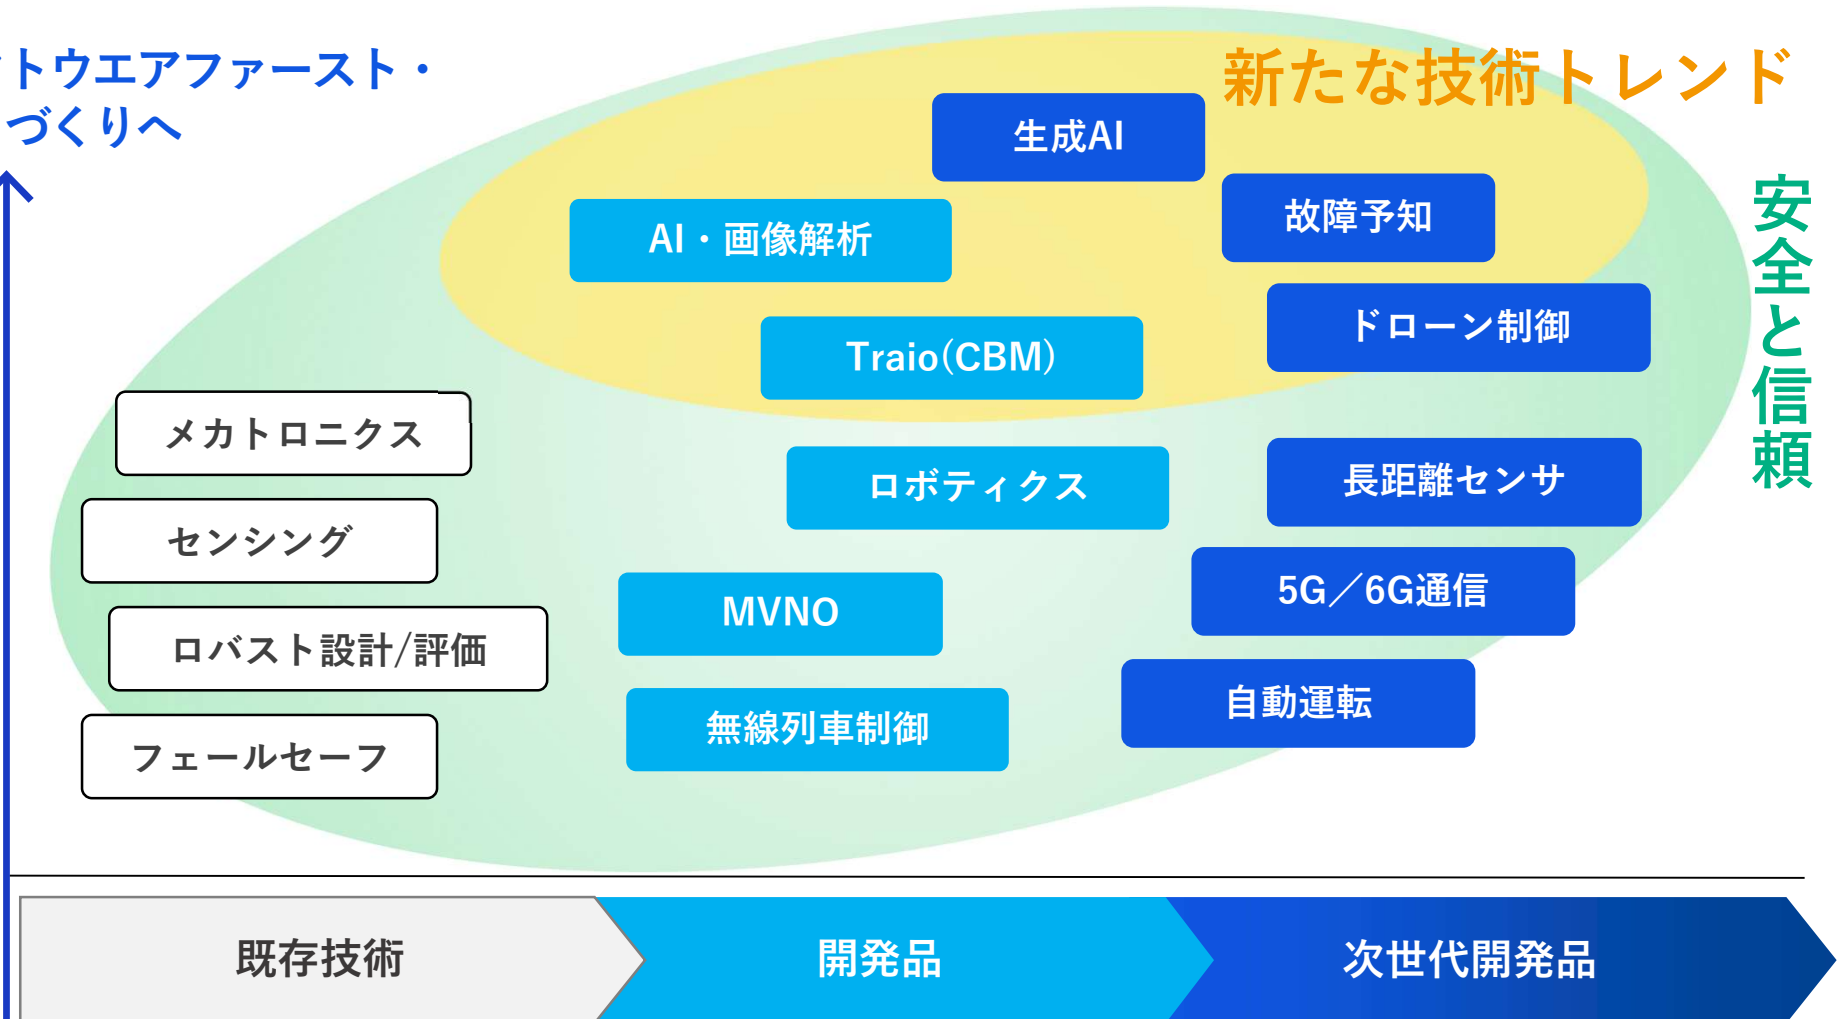 トウエアファースト・
づくりへ
新たな技術トレンド
安全と信頼
生成AI
故障予知
AI・画像解析
ドローン制御
Traio(CBM)
メカトロニクス
ロボティクス
長距離センサ
センシング
5G／6G通信
MVNO
ロバスト設計/評価
自動運転
無線列車制御
フェールセーフ
既存技術
開発品
次世代開発品